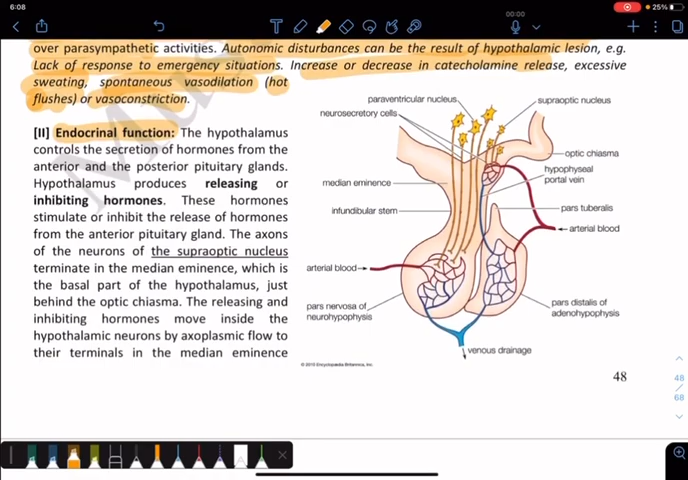 6:08
00:00
25%
over parasympathetic activities. Autonomic disturbances can be the result of hypothalamic lesion, e.g.
Lack of response to emergency situations. Increase or decrease in catecholamine release, excessive
sweating, spontaneous vasodilation (hot
flushes) or vasoconstriction.
[II] Endocrinal function: The hypothalamus
controls the secretion of hormones from the
anterior and the posterior pituitary glands.
Hypothalamus produces releasing or
inhibiting hormones. These hormones
stimulate or inhibit the release of hormones
from the anterior pituitary gland. The axons
of the neurons of the supraoptic nucleus
terminate in the median eminence, which is
the basal part of the hypothalamus, just
behind the optic chiasma. The releasing and
inhibiting hormones move inside the
hypothalamic neurons by axoplasmic flow to
their terminals in the median eminence
paraventricular nucleus
supraoptic nucleus
neurosecretory cells
optic chiasma
hypophyseal
portal vein
median eminence
infundibular stem
pars tuberalis
arterial blood
arterial blood
pars nervosa of
neurohypophysis
pars distalis of
adenohypophysis
venous drainage
© 2010 Encyclopædia Britannica, Inc.
48
48
68